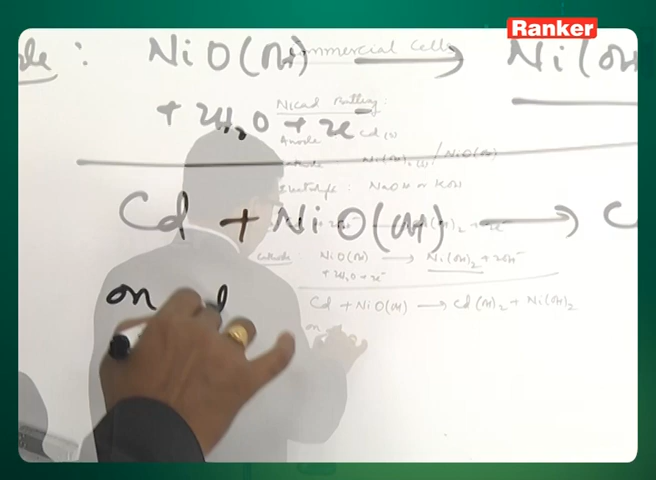 Ranker
de : NiO(OH) ⟶ Ni(OH
+ 2H₂O + 2e⁻
Cd + NiO(OH) ⟶ C
on
Commercial Cells
Nicad Battery:
Anode Cd(s)
Ni(OH)₂(s)/NiO(OH)
Electrolyte : NaOH or KOH
+ 2e⁻
Cathode NiO(OH) ⟶ Ni(OH)₂ + 2OH⁻
+ 2H₂O + 2e⁻
Cd + NiO(OH) ⟶ Cd(OH)₂ + Ni(OH)₂
on